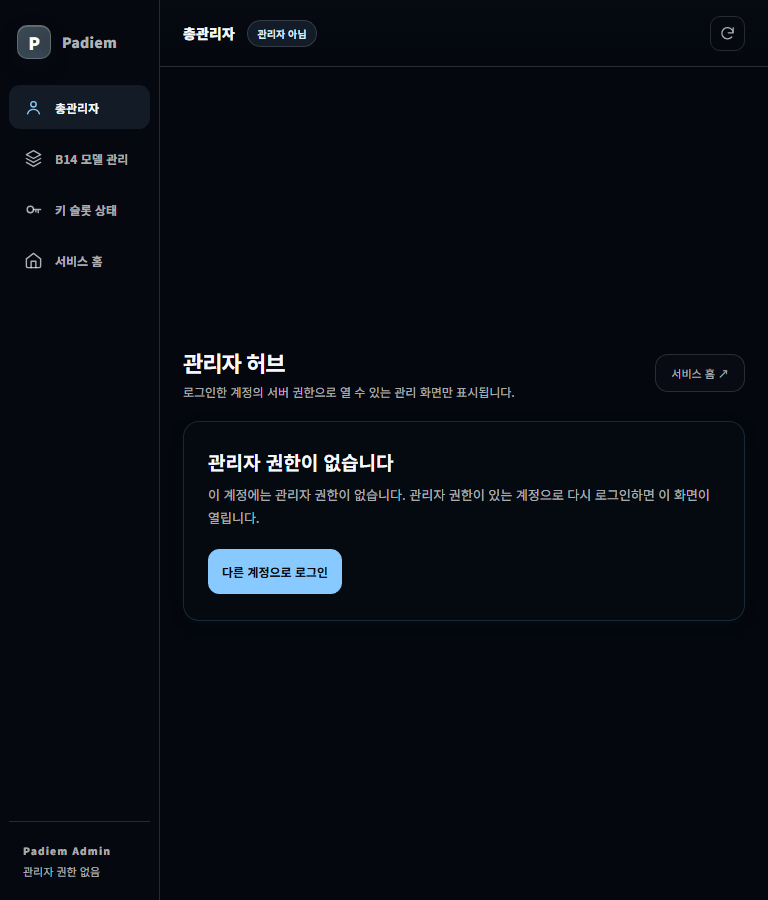 P
Padiem
총관리자
B14 모델 관리
키 슬롯 상태
서비스 홈
Padiem Admin
관리자 권한 없음
총관리자
관리자 아님
관리자 허브
로그인한 계정의 서버 권한으로 열 수 있는 관리 화면만 표시됩니다.
서비스 홈 ↗
관리자 권한이 없습니다
이 계정에는 관리자 권한이 없습니다. 관리자 권한이 있는 계정으로 다시 로그인하면 이 화면이
열립니다.
다른 계정으로 로그인